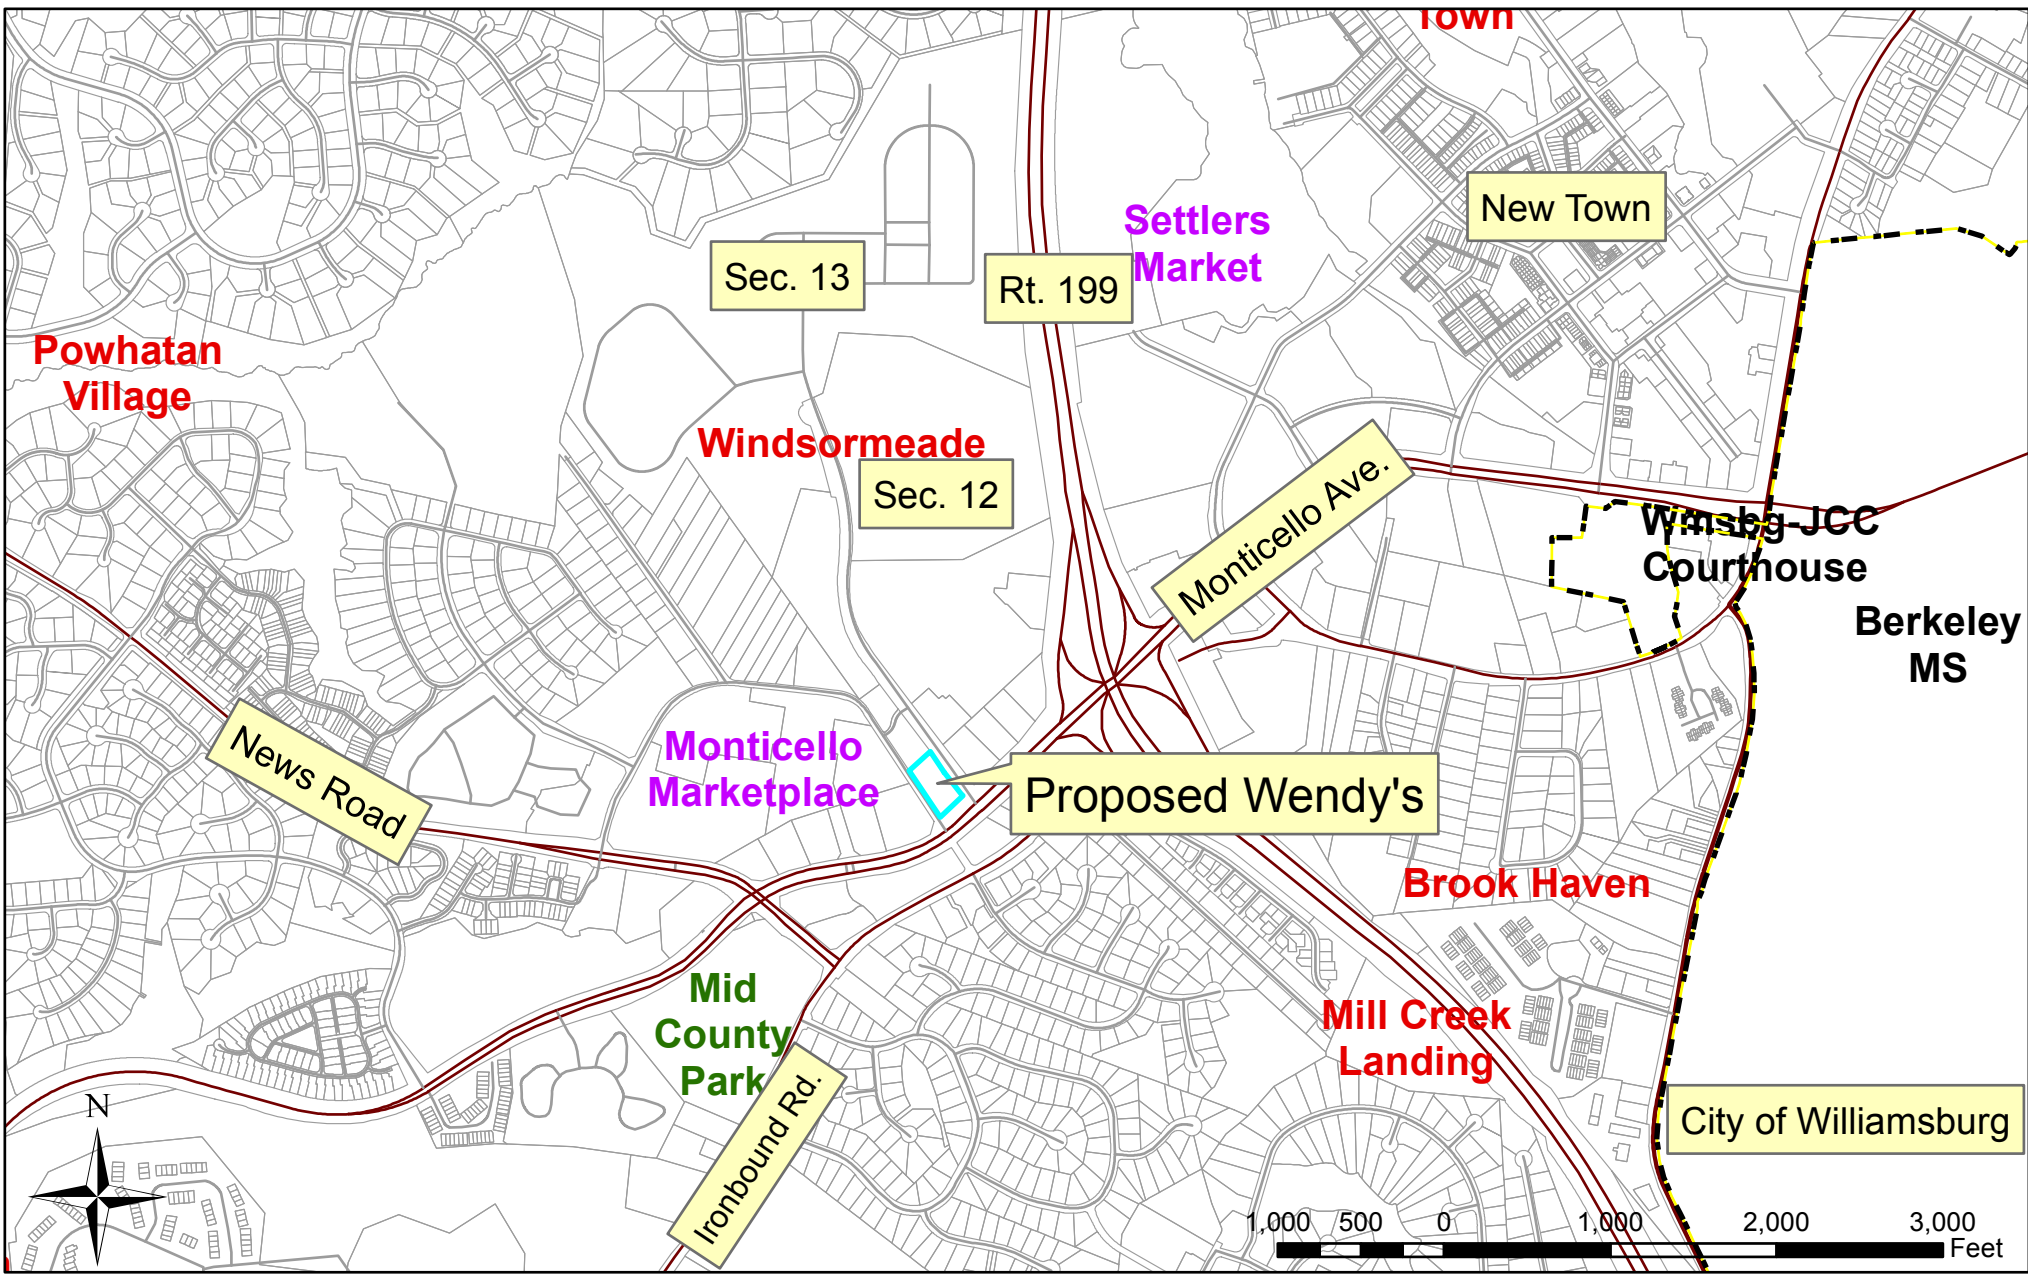 Town
New Town
Settlers
Market
Sec. 13
Rt. 199
Powhatan
Village
Windsormeade
Sec. 12
Monticello Ave.
Wmsbg-JCC
Courthouse
Berkeley
MS
News Road
Monticello
Marketplace
Proposed Wendy's
Brook Haven
Mid
County
Park
Mill Creek
Landing
Ironbound Rd.
City of Williamsburg
N
1,000 500 0 1,000 2,000 3,000
Feet